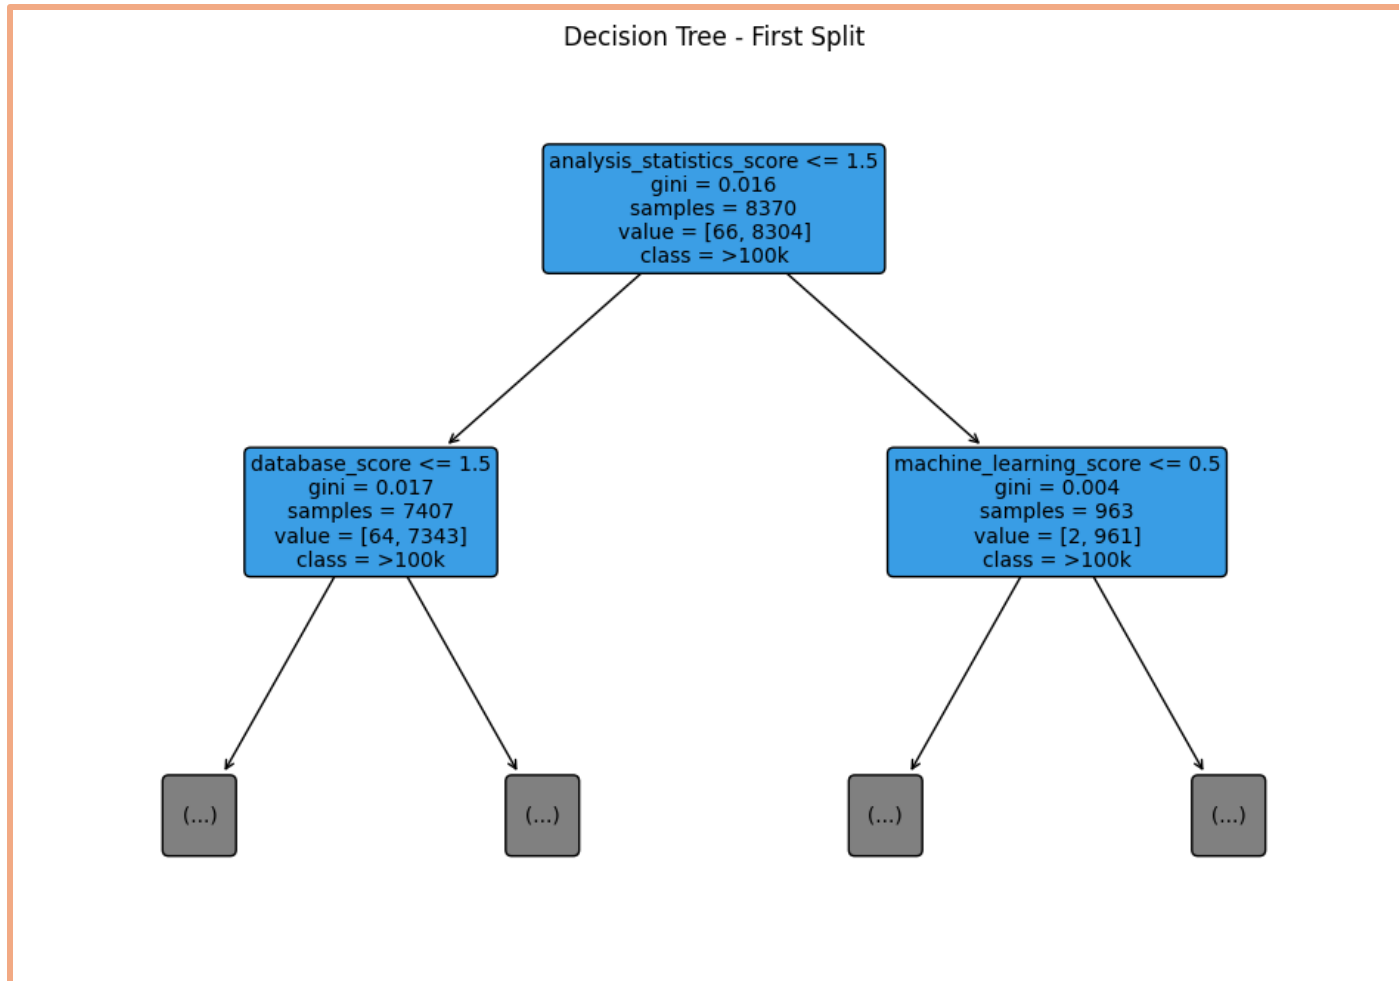 Decision Tree - First Split
analysis_statistics_score <= 1.5
gini = 0.016
samples = 8370
value = [66, 8304]
class = >100k
database_score <= 1.5
gini = 0.017
samples = 7407
value = [64, 7343]
class = >100k
machine_learning_score <= 0.5
gini = 0.004
samples = 963
value = [2, 961]
class = >100k
(...)
(...)
(...)
(...)